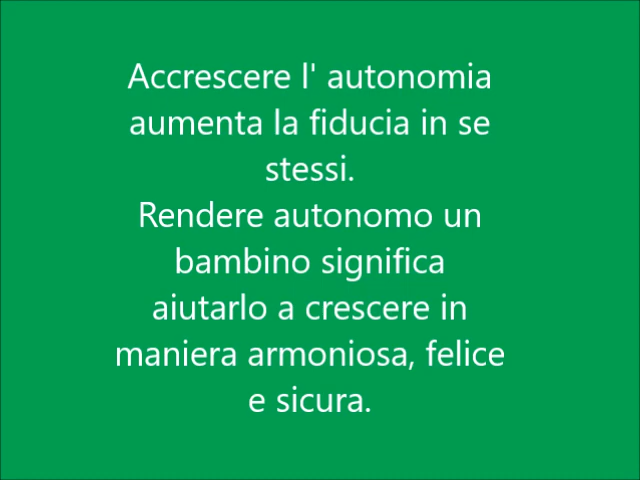 Accrescere l' autonomia
aumenta la fiducia in se
stessi.
Rendere autonomo un
bambino significa
aiutarlo a crescere in
maniera armoniosa, felice
e sicura.